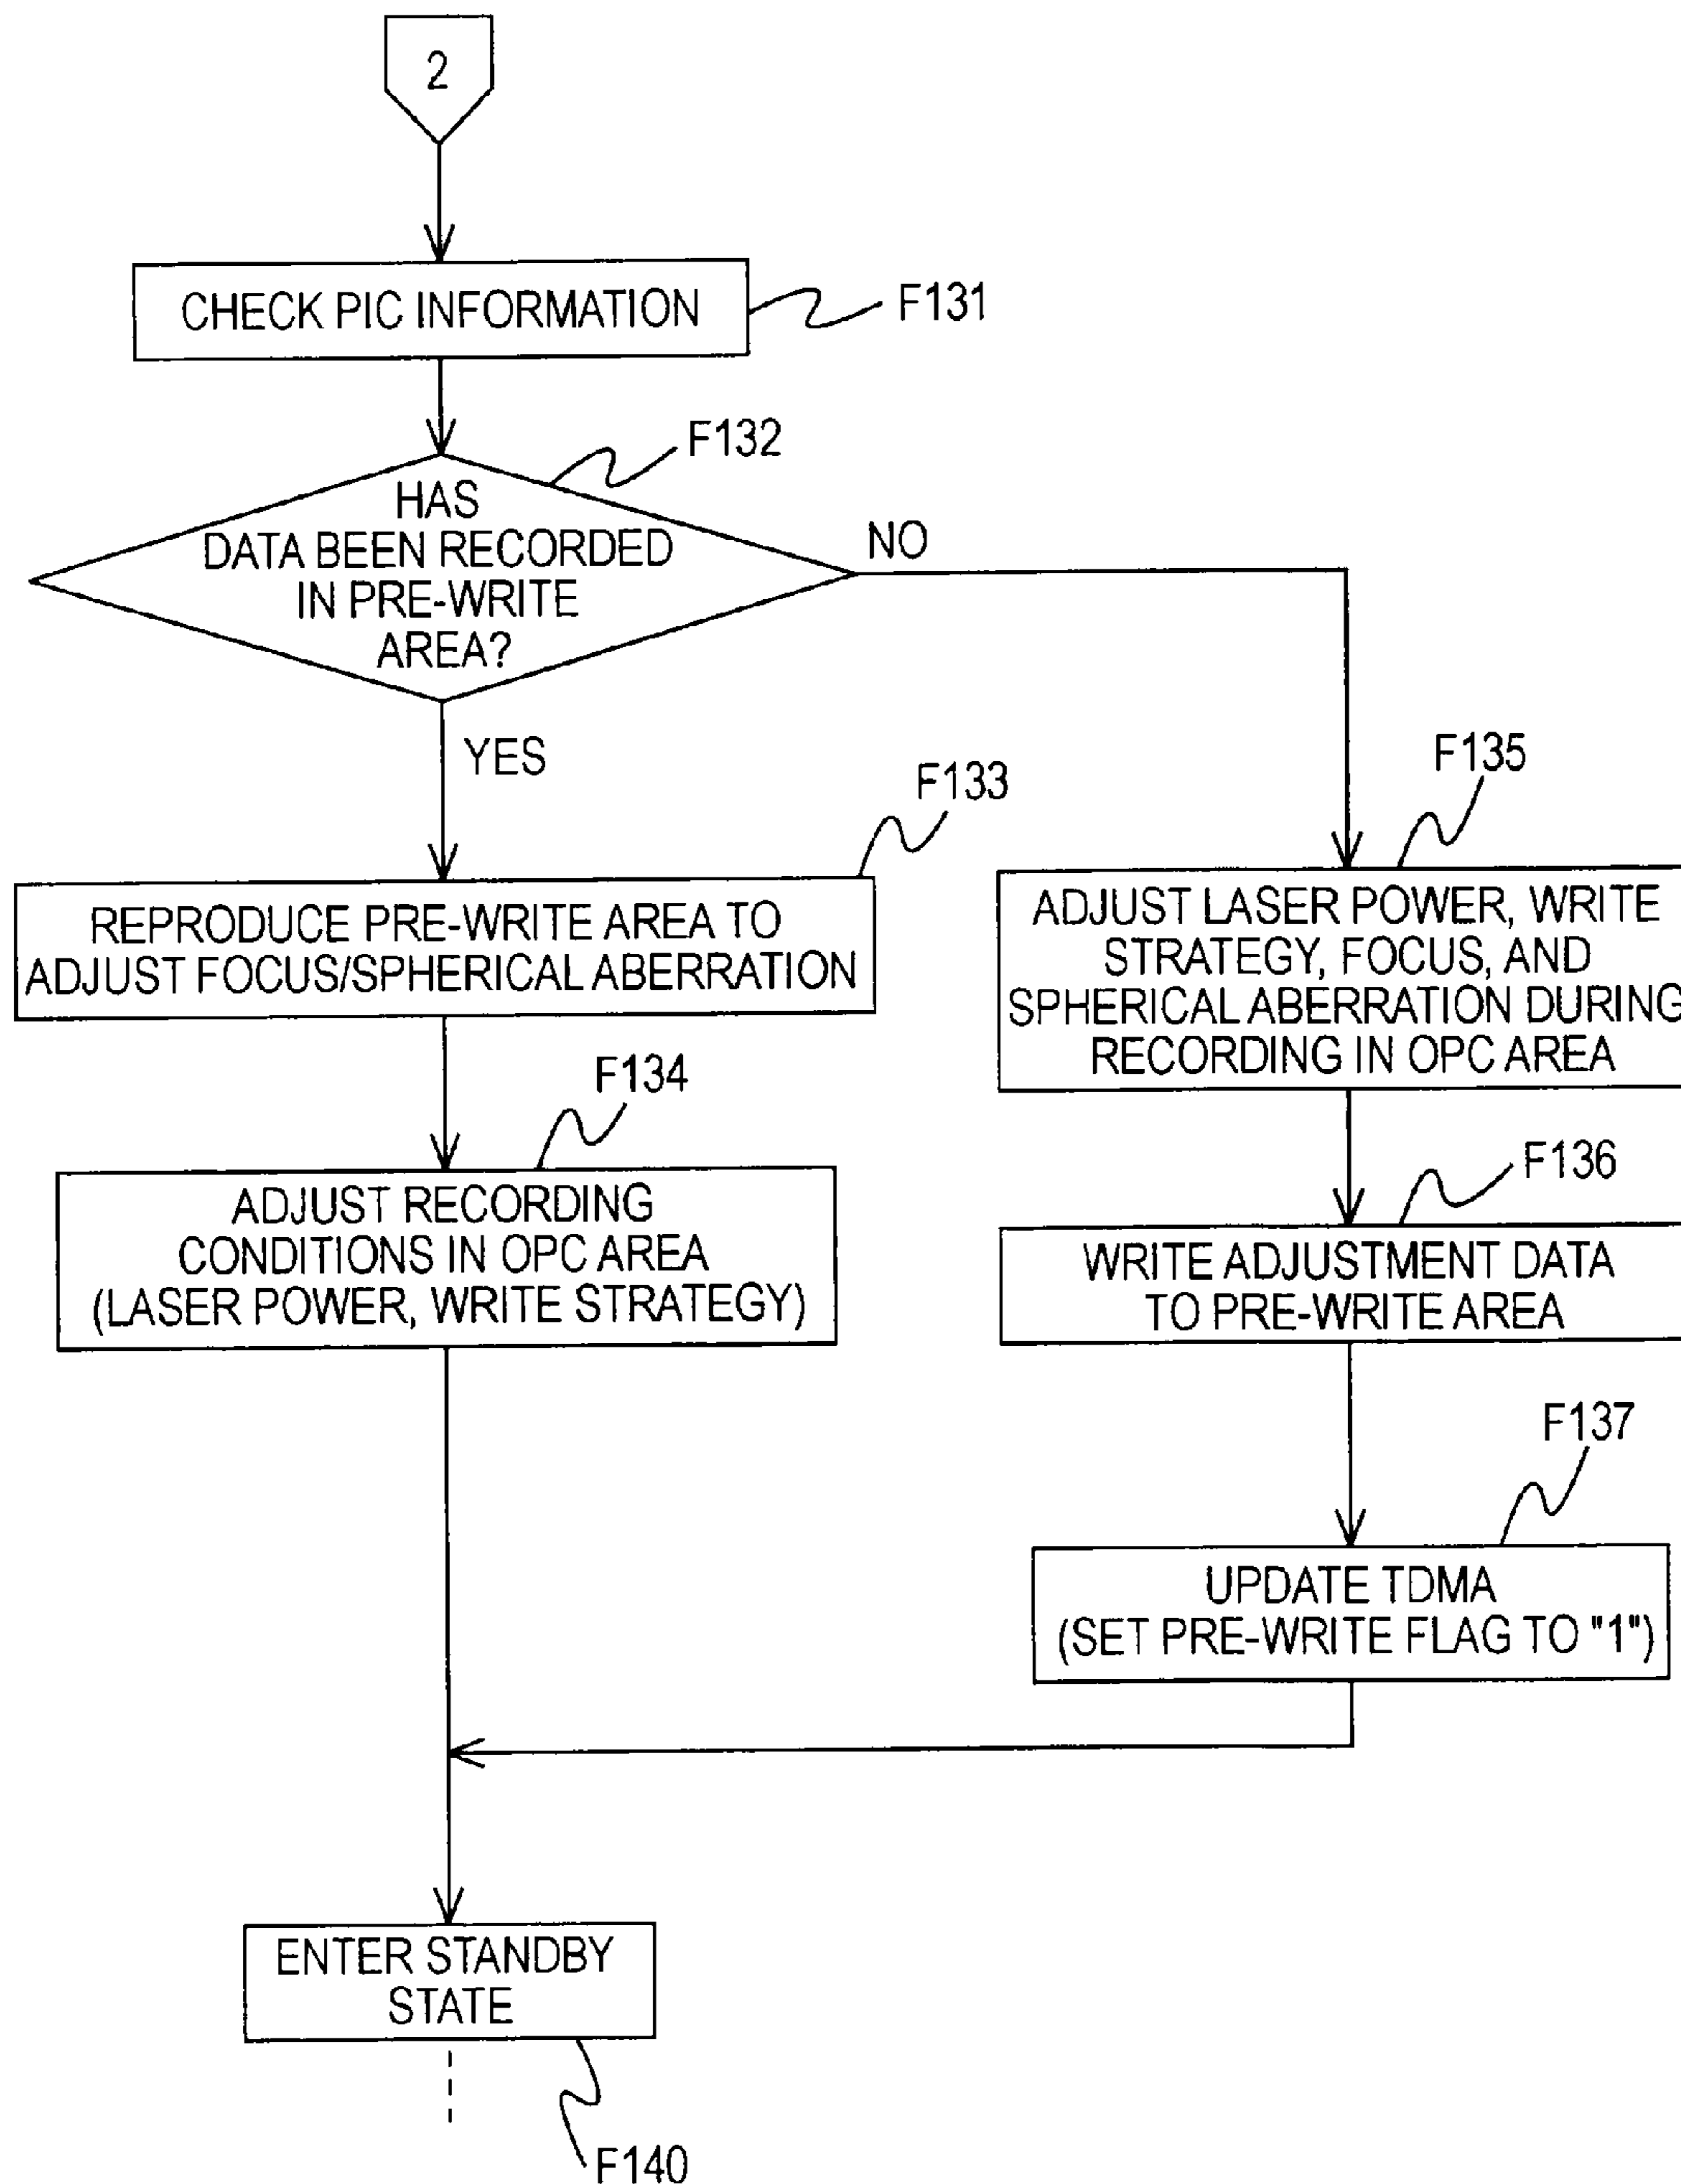 2
CHECK PIC INFORMATION
F131
F132
HAS
DATA BEEN RECORDED
IN PRE-WRITE
AREA?
NO
YES
F133
REPRODUCE PRE-WRITE AREA TO
ADJUST FOCUS/SPHERICAL ABERRATION
F134
ADJUST RECORDING
CONDITIONS IN OPC AREA
(LASER POWER, WRITE STRATEGY)
F135
ADJUST LASER POWER, WRITE
STRATEGY, FOCUS, AND
SPHERICAL ABERRATION DURING
RECORDING IN OPC AREA
F136
WRITE ADJUSTMENT DATA
TO PRE-WRITE AREA
F137
UPDATE TDMA
(SET PRE-WRITE FLAG TO "1")
ENTER STANDBY
STATE
F140